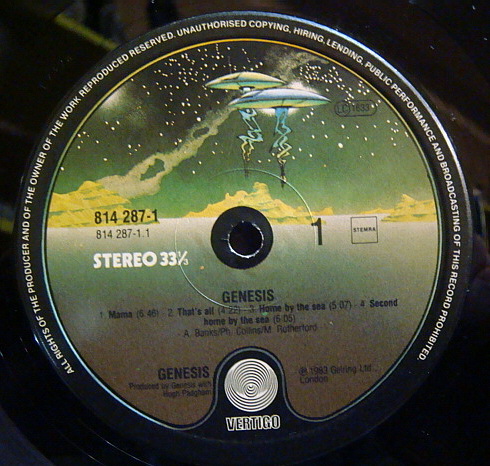 ALL RIGHTS OF THE PRODUCER AND OF THE OWNER OF THE WORK REPRODUCED RESERVED. UNAUTHORISED COPYING, HIRING, LENDING, PUBLIC PERFORMANCE AND BROADCASTING OF THIS RECORD PROHIBITED.
LC 1633
814 287-1
814 287-1.1
1
STEMRA
STEREO 33⅓
GENESIS
1 Mama (6:46) · 2 That's all (4:22) · 3 Home by the sea (5:07) · 4 Second
home by the sea (6:05)
A. Banks/Ph. Collins/M. Rutherford
GENESIS
Produced by Genesis with
Hugh Padgham
℗ 1983 Gelring Ltd.,
London
VERTIGO